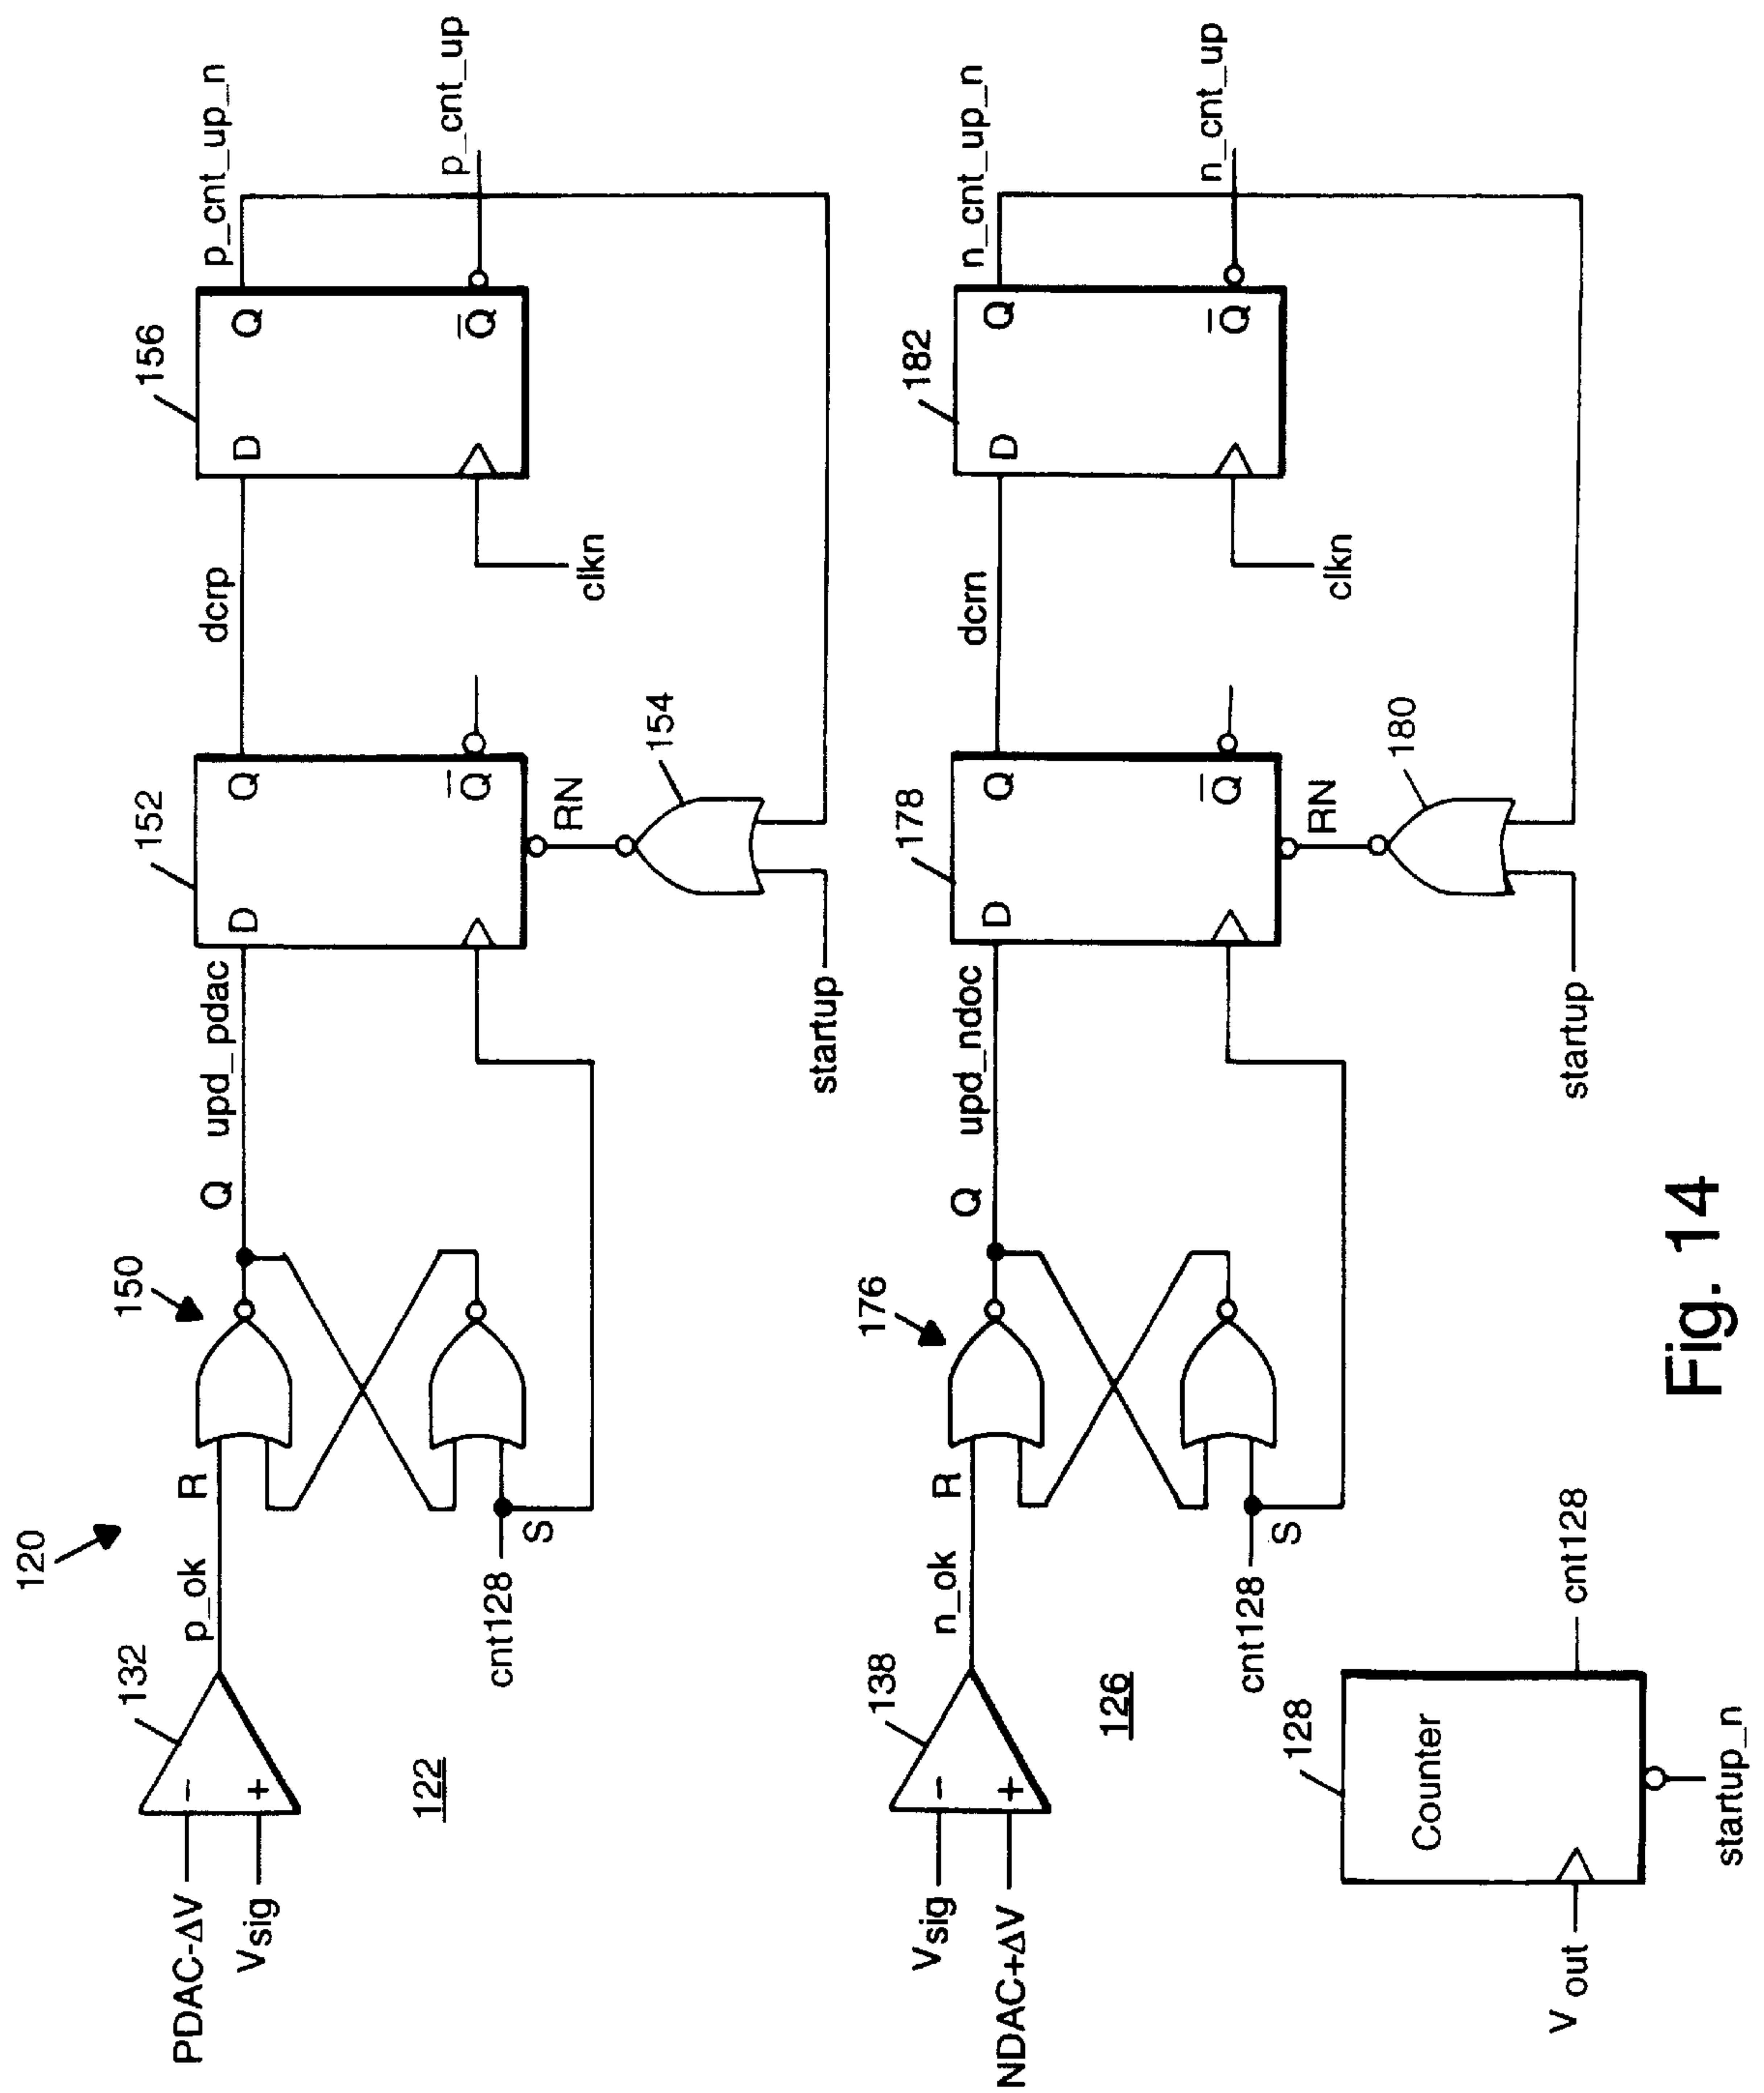 120
122
PDAC-ΔV
Vsig
132
p_ok
R
cnt128
S
150
Q
upd_pdac
152
D
Q
Q
RN
154
startup
dcrp
156
D
Q
Q
clkn
p_cnt_up_n
p_cnt_up
126
Vsig
NDAC+ΔV
138
n_ok
R
cnt128
S
176
Q
upd_ndoc
178
D
Q
Q
RN
180
startup
dcrn
182
D
Q
Q
clkn
n_cnt_up_n
n_cnt_up
128
Counter
Vout
cnt128
startup_n
Fig. 14